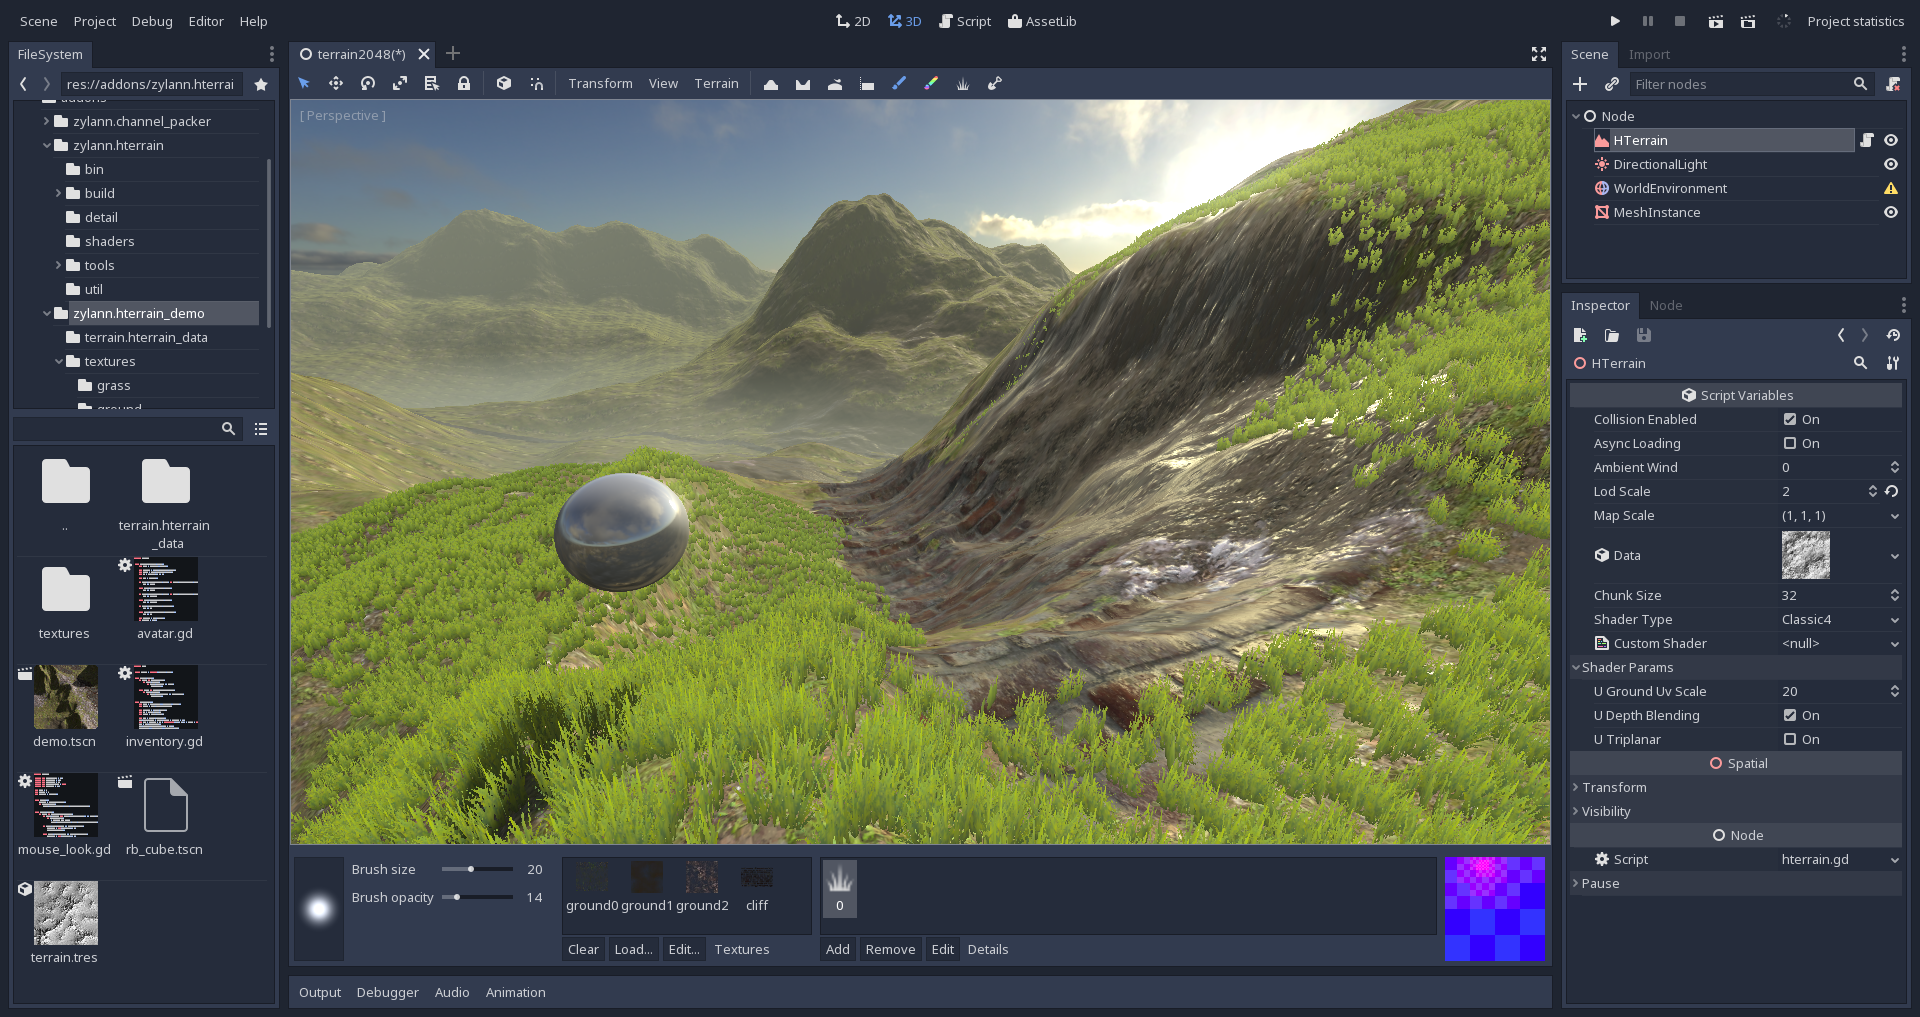 Scene Project Debug Editor Help
2D 3D Script AssetLib
Project statistics
FileSystem
res://addons/zylann.hterrai
addons
zylann.channel_packer
zylann.hterrain
bin
build
detail
shaders
tools
util
zylann.hterrain_demo
terrain.hterrain_data
textures
grass
ground
..
terrain.hterrain
_data
textures
avatar.gd
demo.tscn
inventory.gd
mouse_look.gd
rb_cube.tscn
terrain.tres
terrain2048(*)
Transform View Terrain
[ Perspective ]
Brush size 20
Brush opacity 14
ground0 ground1 ground2 cliff
Clear Load... Edit... Textures
0
Add Remove Edit Details
Output Debugger Audio Animation
Scene Import
Filter nodes
Node
HTerrain
DirectionalLight
WorldEnvironment
MeshInstance
Inspector Node
HTerrain
Script Variables
Collision Enabled On
Async Loading On
Ambient Wind 0
Lod Scale 2
Map Scale (1, 1, 1)
Data
Chunk Size 32
Shader Type Classic4
Custom Shader <null>
Shader Params
U Ground Uv Scale 20
U Depth Blending On
U Triplanar On
Spatial
Transform
Visibility
Node
Script hterrain.gd
Pause